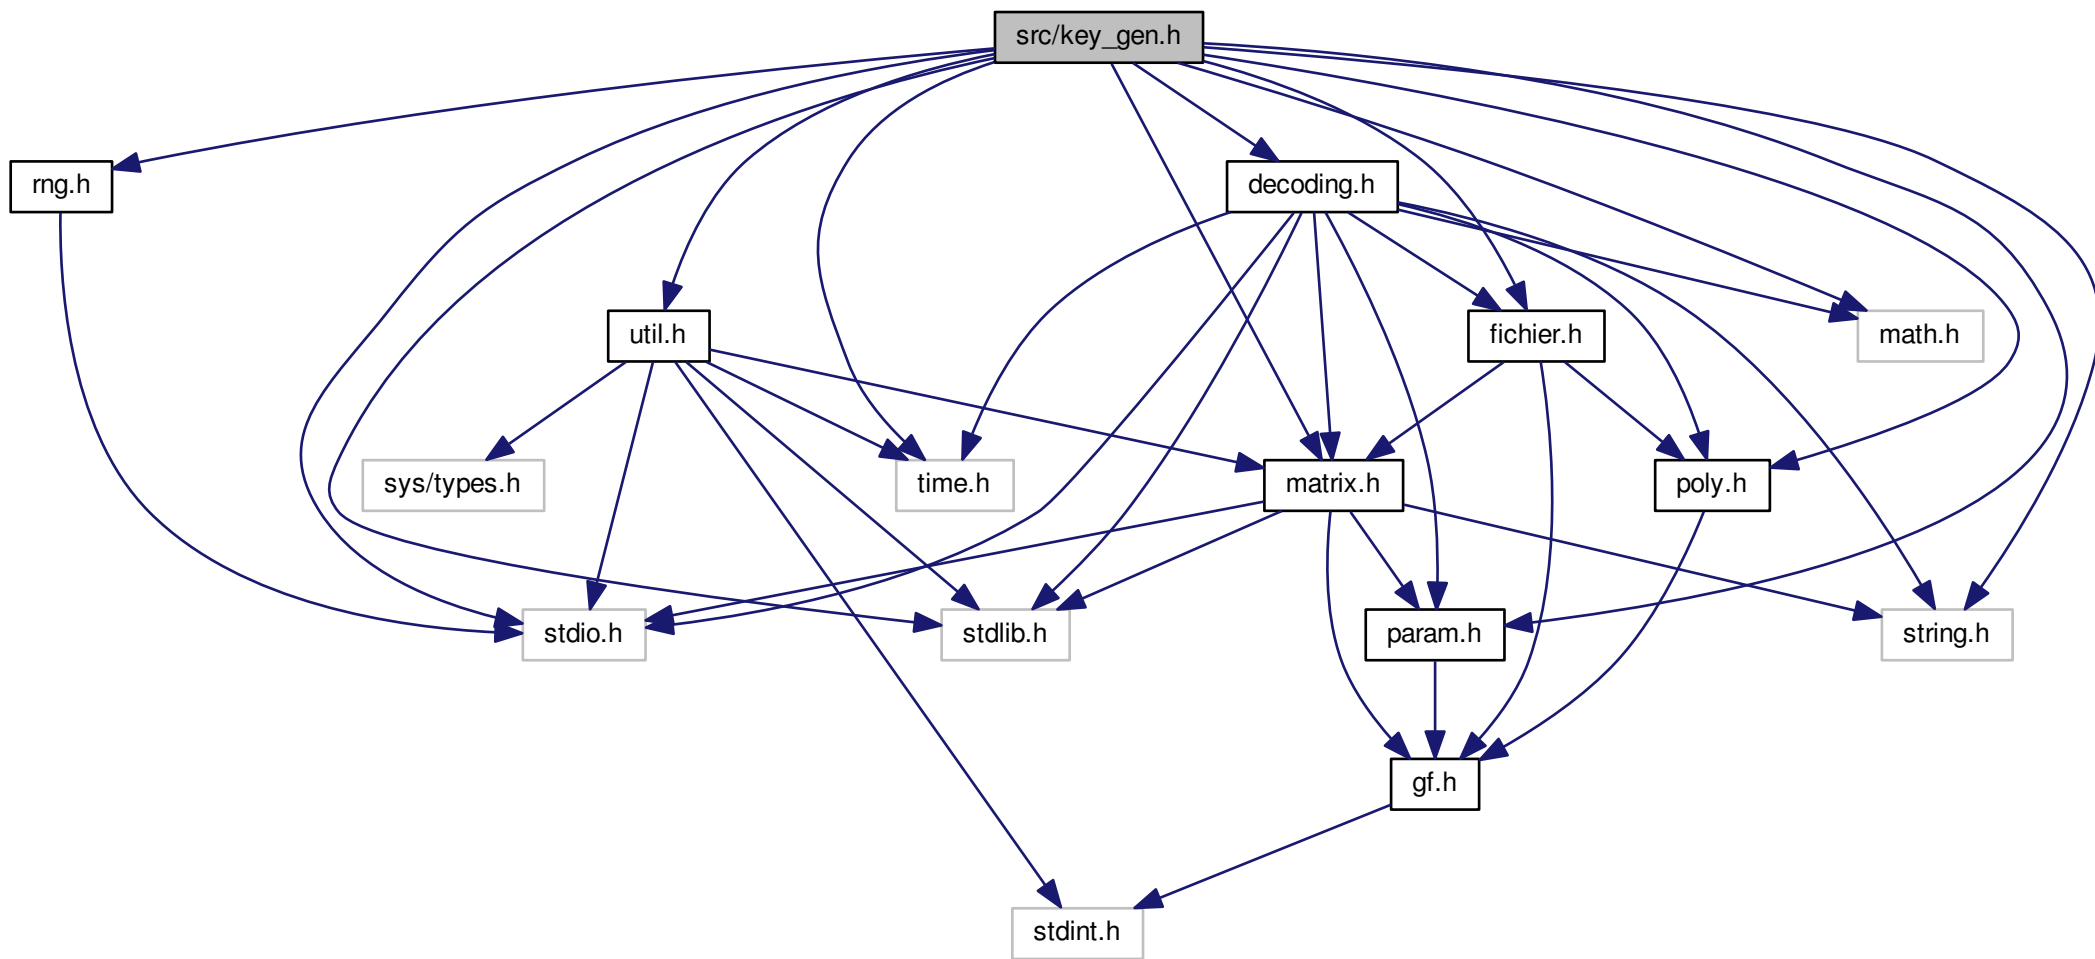 src/key_gen.h
rng.h
decoding.h
util.h
fichier.h
math.h
sys/types.h
time.h
matrix.h
poly.h
stdio.h
stdlib.h
param.h
string.h
gf.h
stdint.h